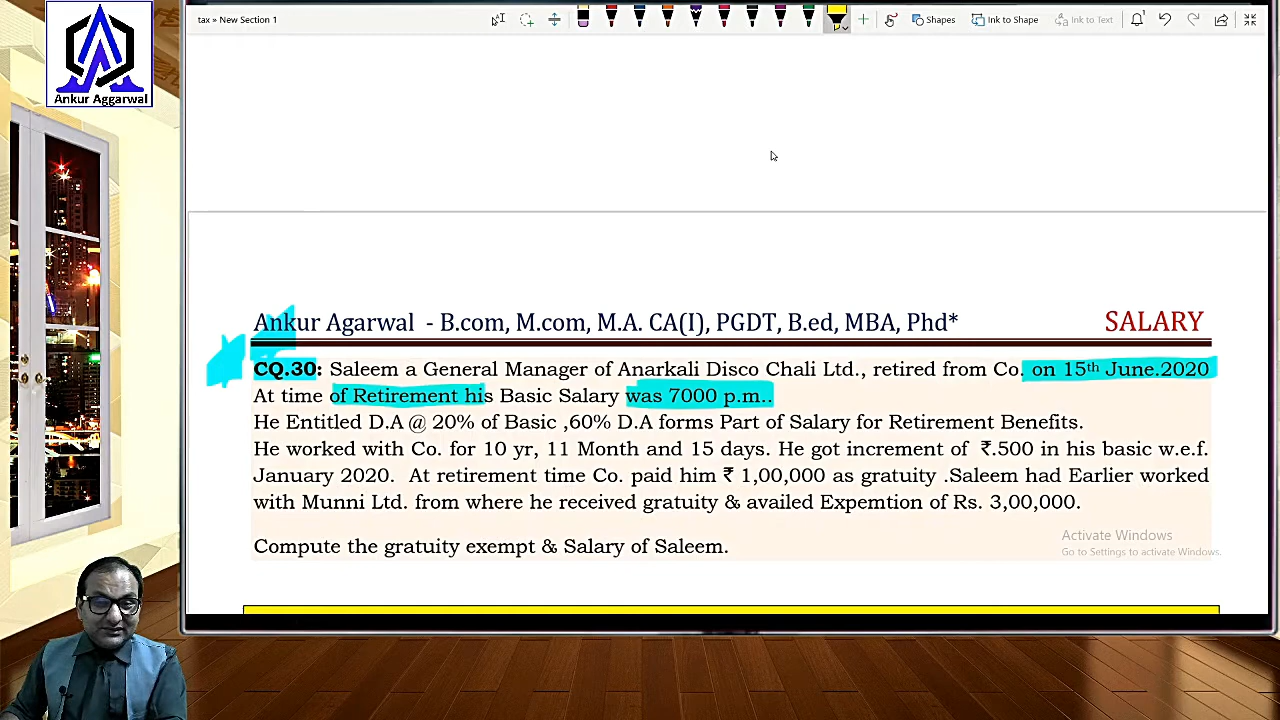 tax » New Section 1
Shapes
Ink to Shape
Ink to Text
Ankur Aggarwal
Ankur Agarwal - B.com, M.com, M.A. CA(I), PGDT, B.ed, MBA, Phd*
SALARY
CQ.30: Saleem a General Manager of Anarkali Disco Chali Ltd., retired from Co. on 15th June.2020
At time of Retirement his Basic Salary was 7000 p.m..
He Entitled D.A @ 20% of Basic ,60% D.A forms Part of Salary for Retirement Benefits.
He worked with Co. for 10 yr, 11 Month and 15 days. He got increment of ₹.500 in his basic w.e.f.
January 2020. At retirement time Co. paid him ₹ 1,00,000 as gratuity .Saleem had Earlier worked
with Munni Ltd. from where he received gratuity & availed Expemtion of Rs. 3,00,000.
Compute the gratuity exempt & Salary of Saleem.
Activate Windows
Go to Settings to activate Windows.